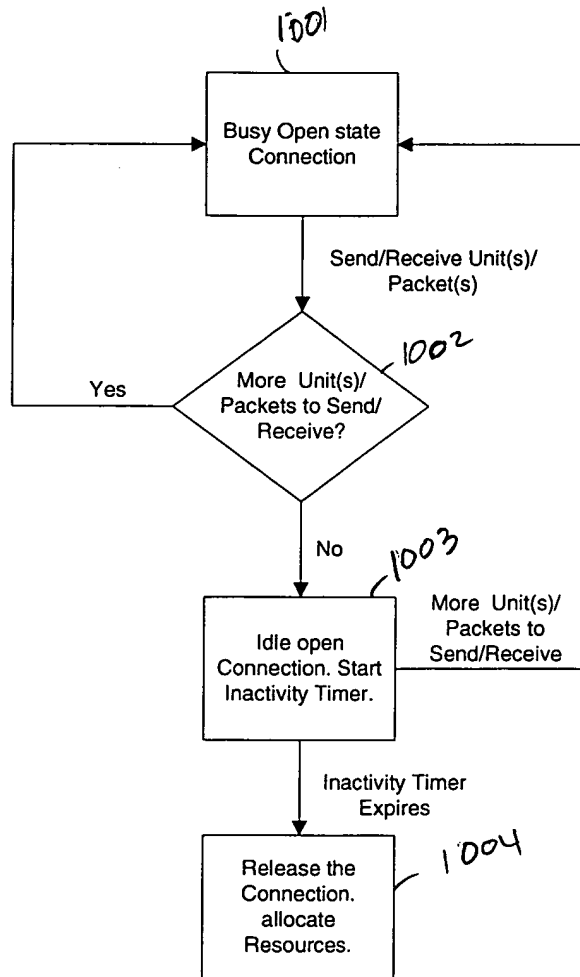 1001
Busy Open state
Connection
Send/Receive Unit(s)/
Packet(s)
1002
More Unit(s)/
Packets to Send/
Receive?
Yes
No
1003
Idle open
Connection. Start
Inactivity Timer.
More Unit(s)/
Packets to
Send/Receive
Inactivity Timer
Expires
1004
Release the
Connection.
allocate
Resources.